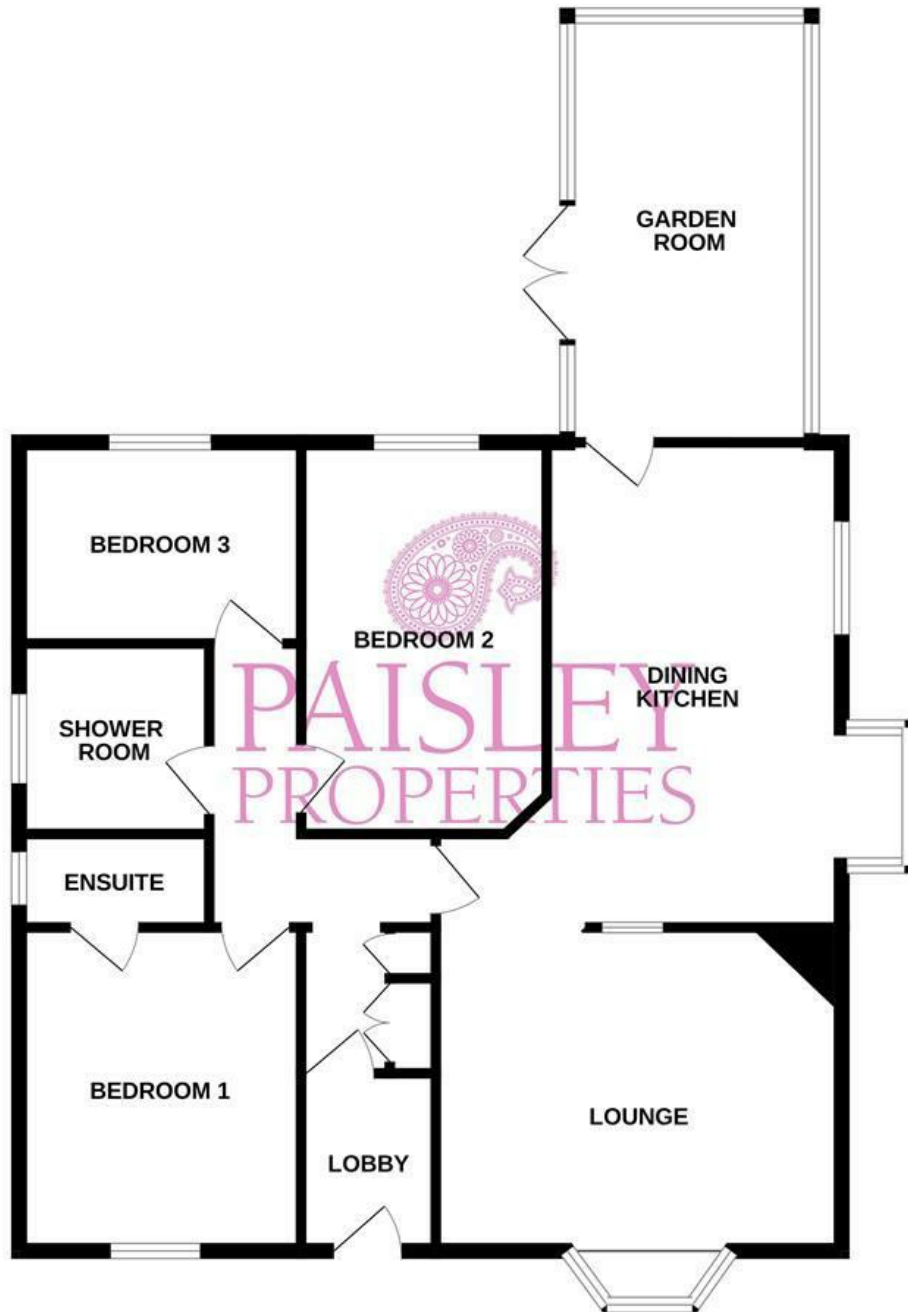 GARDEN
ROOM
BEDROOM 3
BEDROOM 2
PAISLEY
PROPERTIES
DINING
KITCHEN
SHOWER
ROOM
ENSUITE
BEDROOM 1
LOUNGE
LOBBY